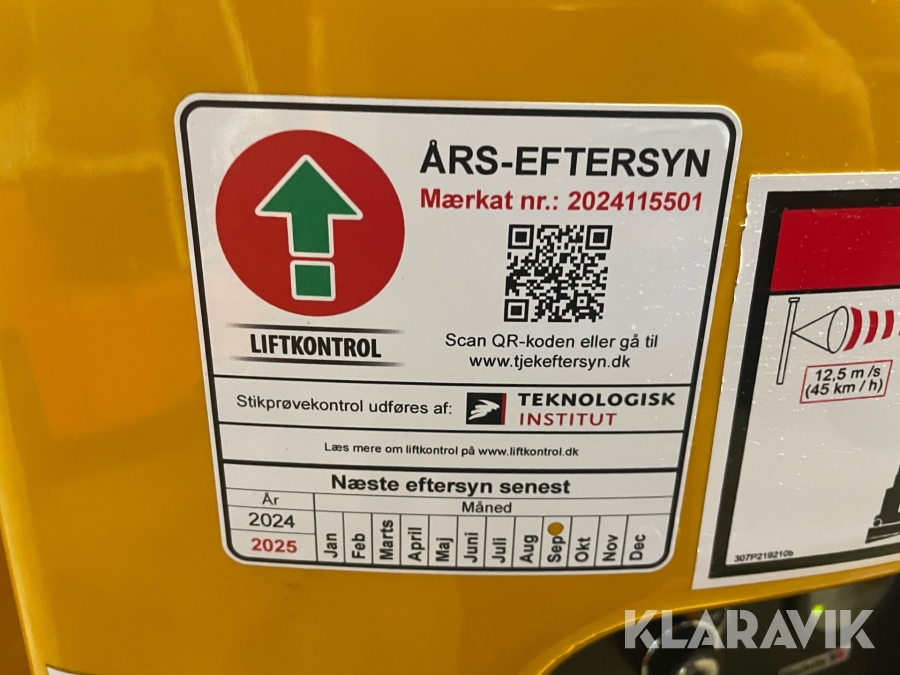 ÅRS-EFTERSYN
Mærkat nr.: 2024115501
LIFTKONTROL
Scan QR-koden eller gå til
www.tjekeftersyn.dk
Stikprøvekontrol udføres af: TEKNOLOGISK
INSTITUT
Læs mere om liftkontrol på www.liftkontrol.dk
Næste eftersyn senest
År
Måned
2024
2025
Jan Feb Marts April Maj Juni Juli Aug Sep Okt Nov Dec
12,5 m/s
(45 km/h)
307P219210b
KLARAVIK